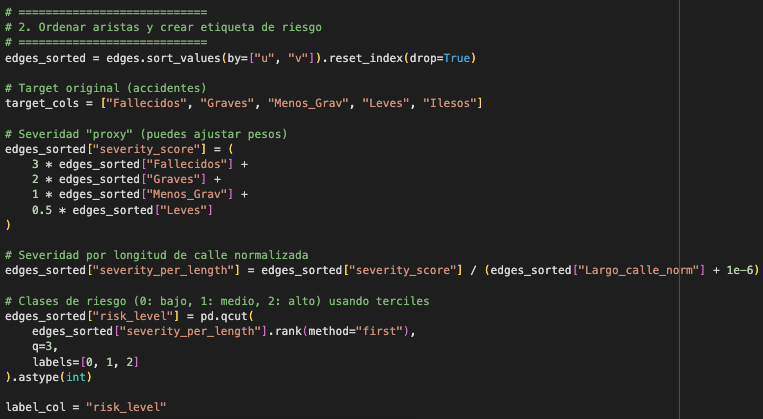 # ============================
# 2. Ordenar aristas y crear etiqueta de riesgo
# ============================
edges_sorted = edges.sort_values(by=["u", "v"]).reset_index(drop=True)
# Target original (accidentes)
target_cols = ["Fallecidos", "Graves", "Menos_Grav", "Leves", "Ilesos"]
# Severidad "proxy" (puedes ajustar pesos)
edges_sorted["severity_score"] = (
    3 * edges_sorted["Fallecidos"] +
    2 * edges_sorted["Graves"] +
    1 * edges_sorted["Menos_Grav"] +
    0.5 * edges_sorted["Leves"]
)
# Severidad por longitud de calle normalizada
edges_sorted["severity_per_length"] = edges_sorted["severity_score"] / (edges_sorted["Largo_calle_norm"] + 1e-6)
# Clases de riesgo (0: bajo, 1: medio, 2: alto) usando terciles
edges_sorted["risk_level"] = pd.qcut(
    edges_sorted["severity_per_length"].rank(method="first"),
    q=3,
    labels=[0, 1, 2]
).astype(int)
label_col = "risk_level"